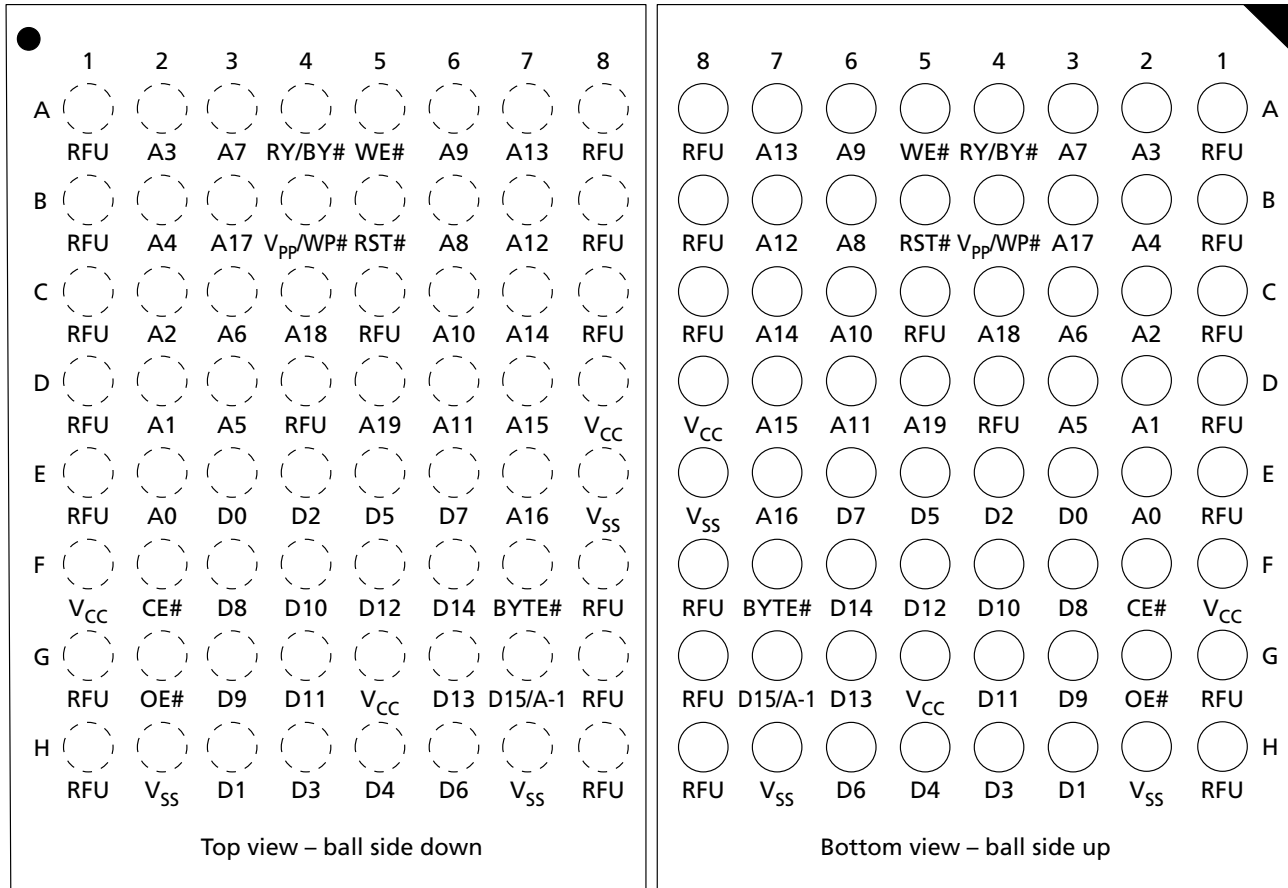 1 2 3 4 5 6 7 8
A
RFU A3 A7 RY/BY# WE# A9 A13 RFU
B
RFU A4 A17 VPP/WP# RST# A8 A12 RFU
C
RFU A2 A6 A18 RFU A10 A14 RFU
D
RFU A1 A5 RFU A19 A11 A15 VCC
E
RFU A0 D0 D2 D5 D7 A16 VSS
F
VCC CE# D8 D10 D12 D14 BYTE# RFU
G
RFU OE# D9 D11 VCC D13 D15/A-1 RFU
H
RFU VSS D1 D3 D4 D6 VSS RFU
Top view – ball side down
8 7 6 5 4 3 2 1
A
RFU A13 A9 WE# RY/BY# A7 A3 RFU
B
RFU A12 A8 RST# VPP/WP# A17 A4 RFU
C
RFU A14 A10 RFU A18 A6 A2 RFU
D
VCC A15 A11 A19 RFU A5 A1 RFU
E
VSS A16 D7 D5 D2 D0 A0 RFU
F
RFU BYTE# D14 D12 D10 D8 CE# VCC
G
RFU D15/A-1 D13 VCC D11 D9 OE# RFU
H
RFU VSS D6 D4 D3 D1 VSS RFU
Bottom view – ball side up